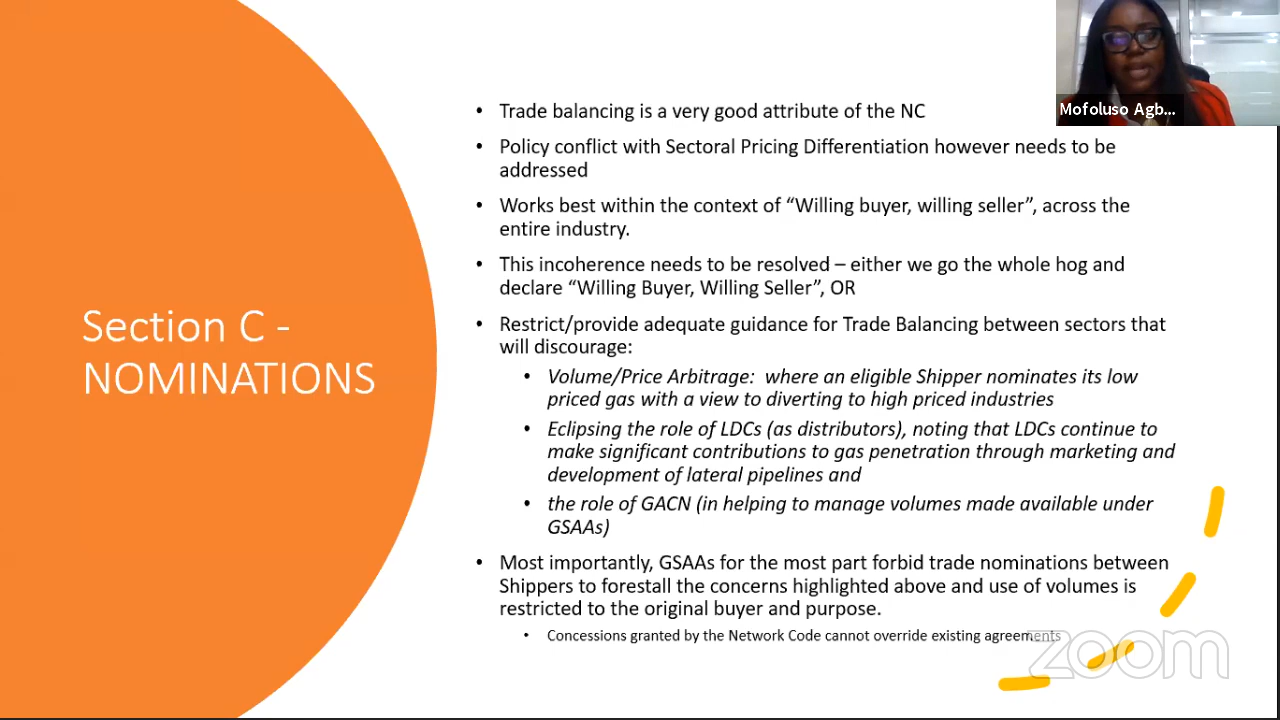 Mofoluso Agb...
• Trade balancing is a very good attribute of the NC
• Policy conflict with Sectoral Pricing Differentiation however needs to be
addressed
• Works best within the context of “Willing buyer, willing seller”, across the
entire industry.
• This incoherence needs to be resolved – either we go the whole hog and
declare “Willing Buyer, Willing Seller”, OR
Section C -
NOMINATIONS
• Restrict/provide adequate guidance for Trade Balancing between sectors that
will discourage:
• Volume/Price Arbitrage: where an eligible Shipper nominates its low
priced gas with a view to diverting to high priced industries
• Eclipsing the role of LDCs (as distributors), noting that LDCs continue to
make significant contributions to gas penetration through marketing and
development of lateral pipelines and
• the role of GACN (in helping to manage volumes made available under
GSAAs)
• Most importantly, GSAAs for the most part forbid trade nominations between
Shippers to forestall the concerns highlighted above and use of volumes is
restricted to the original buyer and purpose.
• Concessions granted by the Network Code cannot override existing agreements
zoom